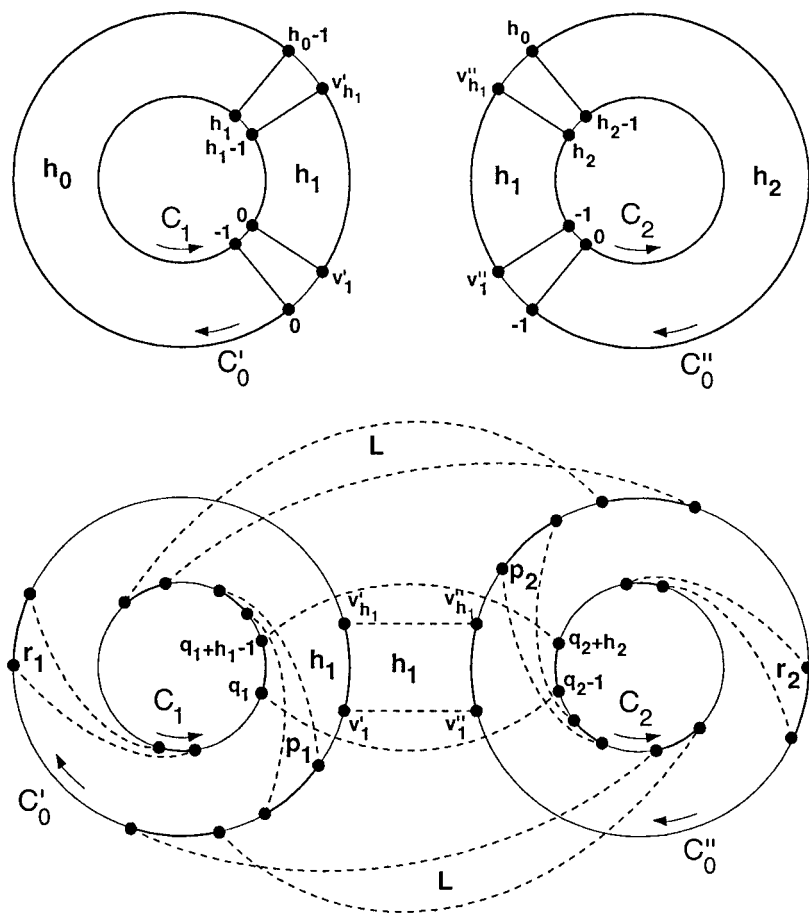 h₀-1
h₀
v'ₕ₁
v''ₕ₁
h₁
h₂-1
h₁-1
h₂
h₀
h₁
h₁
h₂
C₁
0
-1
C₂
-1
0
v'₁
v''₁
0
-1
C'₀
C''₀
L
p₂
v'ₕ₁
v''ₕ₁
q₁+h₁-1
q₂+h₂
r₁
h₁
h₁
r₂
q₁
q₂-1
C₁
C₂
v'₁
v''₁
p₁
C'₀
C''₀
L